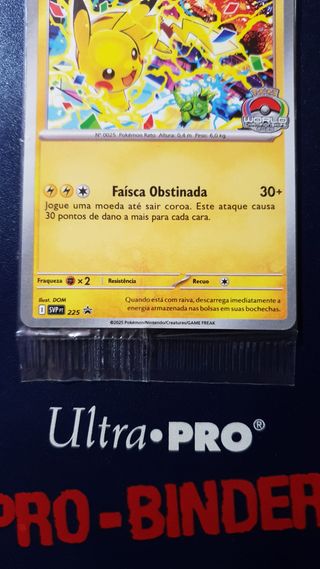 Pokémon
WORLD
CHAMPIONSHIPS
Nº 0025 Pokémon Rato Altura: 0,4 m Peso: 6,0 kg
Faísca Obstinada 30+
Jogue uma moeda até sair coroa. Este ataque causa
30 pontos de dano a mais para cada cara.
Fraqueza ×2 Resistência Recuo
Ilust. DOM
I SVP PT 225
Quando está com raiva, descarrega imediatamente a
energia armazenada nas bolsas em suas bochechas.
©2025 Pokémon/Nintendo/Creatures/GAME FREAK
Ultra•PRO®
PRO-BINDER